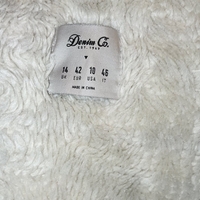 Denim Co.
EST. 1969
14 42 10 46
UK EUR USA IT
MADE IN CHINA